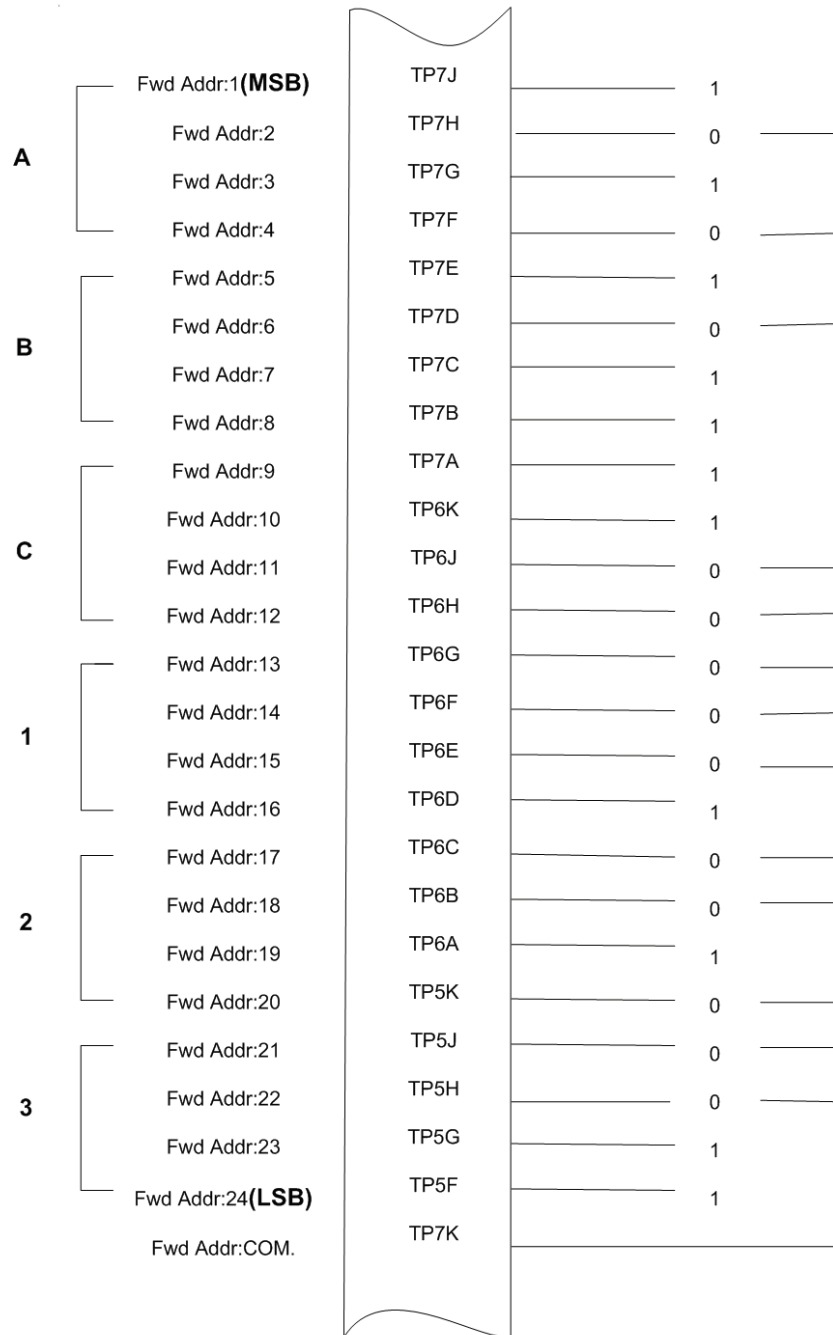 Fwd Addr:1(MSB) TP7J 1
Fwd Addr:2 TP7H 0
A
Fwd Addr:3 TP7G 1
Fwd Addr:4 TP7F 0
Fwd Addr:5 TP7E 1
Fwd Addr:6 TP7D 0
B
Fwd Addr:7 TP7C 1
Fwd Addr:8 TP7B 1
Fwd Addr:9 TP7A 1
Fwd Addr:10 TP6K 1
C
Fwd Addr:11 TP6J 0
Fwd Addr:12 TP6H 0
Fwd Addr:13 TP6G 0
Fwd Addr:14 TP6F 0
1
Fwd Addr:15 TP6E 0
Fwd Addr:16 TP6D 1
Fwd Addr:17 TP6C 0
Fwd Addr:18 TP6B 0
2
Fwd Addr:19 TP6A 1
Fwd Addr:20 TP5K 0
Fwd Addr:21 TP5J 0
Fwd Addr:22 TP5H 0
3
Fwd Addr:23 TP5G 1
Fwd Addr:24(LSB) TP5F 1
Fwd Addr:COM. TP7K